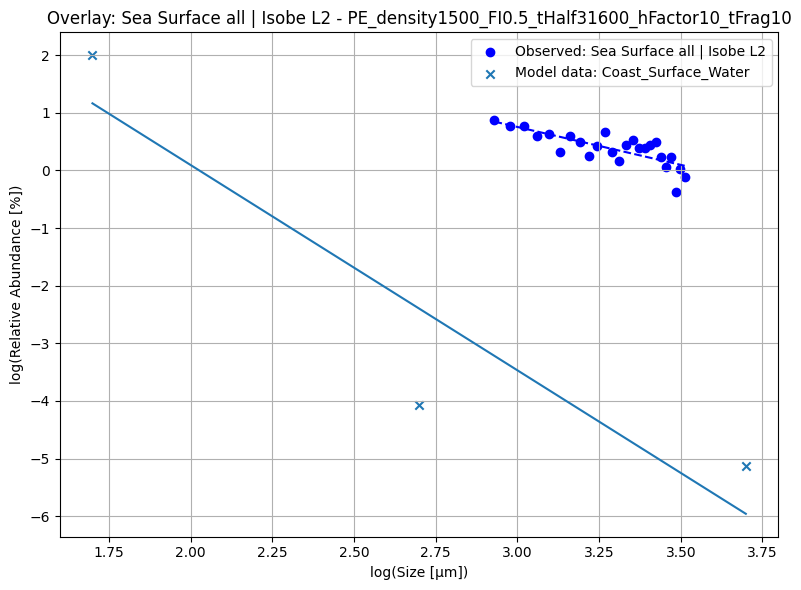 Overlay: Sea Surface all | Isobe L2 - PE_density1500_FI0.5_tHalf31600_hFactor10_tFrag10
Observed: Sea Surface all | Isobe L2
Model data: Coast_Surface_Water
log(Relative Abundance [%])
2
1
0
−1
−2
−3
−4
−5
−6
1.75 2.00 2.25 2.50 2.75 3.00 3.25 3.50 3.75
log(Size [μm])